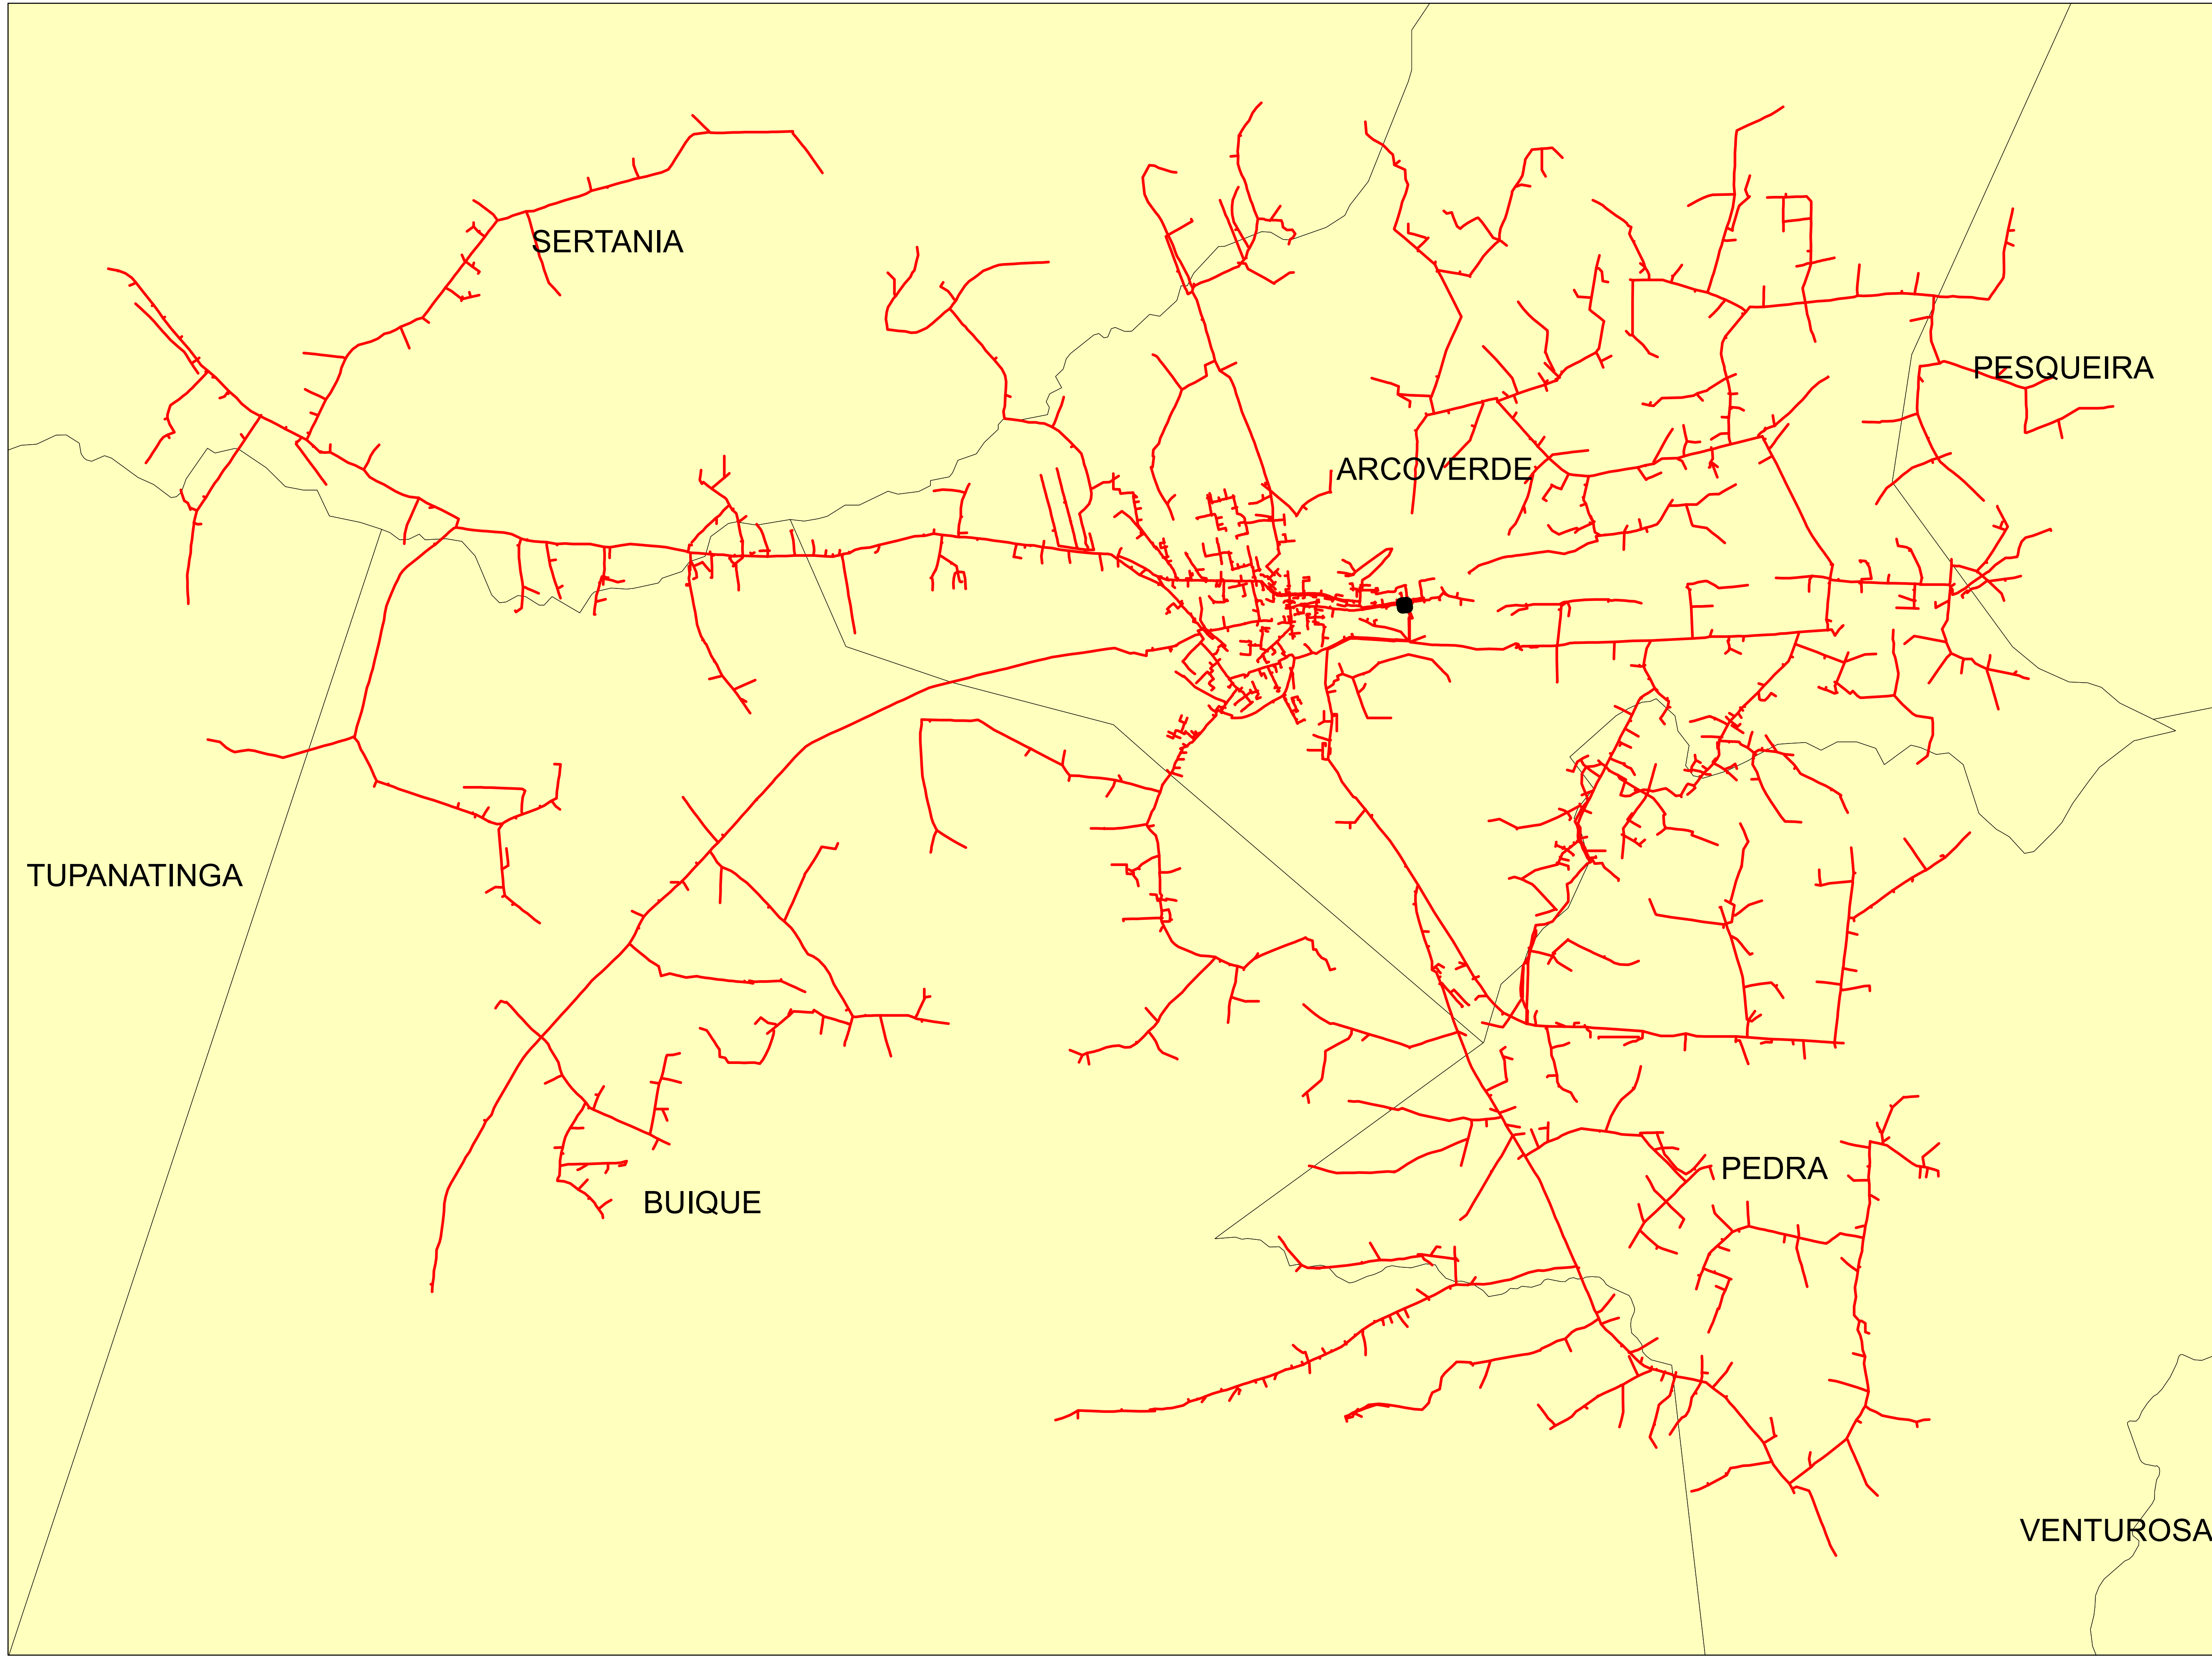 SERTANIA
PESQUEIRA
ARCOVERDE
TUPANATINGA
PEDRA
BUIQUE
VENTUROSA